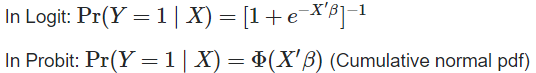 In Logit: Pr(Y = 1 | X) = [1 + e^{-X'β}]^{-1}
In Probit: Pr(Y = 1 | X) = Φ(X'β) (Cumulative normal pdf)